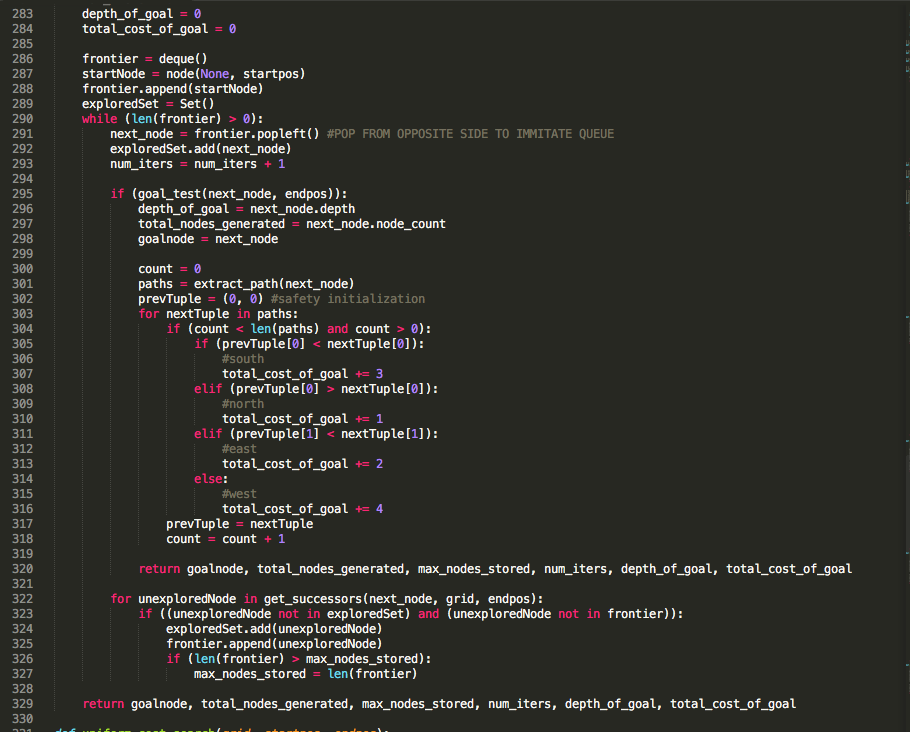 283 depth_of_goal = 0
284 total_cost_of_goal = 0
285
286 frontier = deque()
287 startNode = node(None, startpos)
288 frontier.append(startNode)
289 exploredSet = Set()
290 while (len(frontier) > 0):
291 next_node = frontier.popleft() #POP FROM OPPOSITE SIDE TO IMMITATE QUEUE
292 exploredSet.add(next_node)
293 num_iters = num_iters + 1
294
295 if (goal_test(next_node, endpos)):
296 depth_of_goal = next_node.depth
297 total_nodes_generated = next_node.node_count
298 goalnode = next_node
299
300 count = 0
301 paths = extract_path(next_node)
302 prevTuple = (0, 0) #safety initialization
303 for nextTuple in paths:
304 if (count < len(paths) and count > 0):
305 if (prevTuple[0] < nextTuple[0]):
306 #south
307 total_cost_of_goal += 3
308 elif (prevTuple[0] > nextTuple[0]):
309 #north
310 total_cost_of_goal += 1
311 elif (prevTuple[1] < nextTuple[1]):
312 #east
313 total_cost_of_goal += 2
314 else:
315 #west
316 total_cost_of_goal += 4
317 prevTuple = nextTuple
318 count = count + 1
319
320 return goalnode, total_nodes_generated, max_nodes_stored, num_iters, depth_of_goal, total_cost_of_goal
321
322 for unexploredNode in get_successors(next_node, grid, endpos):
323 if ((unexploredNode not in exploredSet) and (unexploredNode not in frontier)):
324 exploredSet.add(unexploredNode)
325 frontier.append(unexploredNode)
326 if (len(frontier) > max_nodes_stored):
327 max_nodes_stored = len(frontier)
328
329 return goalnode, total_nodes_generated, max_nodes_stored, num_iters, depth_of_goal, total_cost_of_goal
330